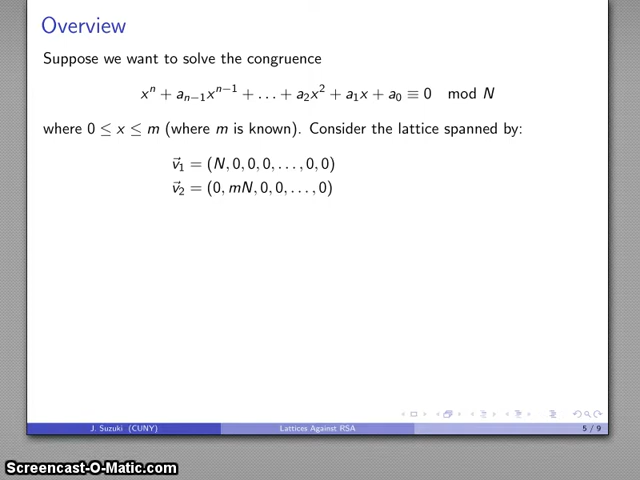 Overview
Suppose we want to solve the congruence
xⁿ + aₙ₋₁xⁿ⁻¹ + . . . + a₂x² + a₁x + a₀ ≡ 0 mod N
where 0 ≤ x ≤ m (where m is known). Consider the lattice spanned by:
v⃗₁ = (N, 0, 0, 0, . . . , 0, 0)
v⃗₂ = (0, mN, 0, 0, . . . , 0)
J. Suzuki (CUNY) Lattices Against RSA 5 / 9
Screencast-O-Matic.com